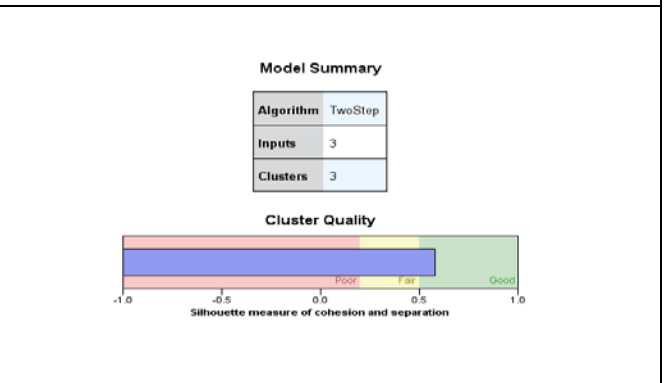 Model Summary
Algorithm TwoStep
Inputs 3
Clusters 3
Cluster Quality
Poor Fair Good
-1.0 -0.5 0.0 0.5 1.0
Silhouette measure of cohesion and separation